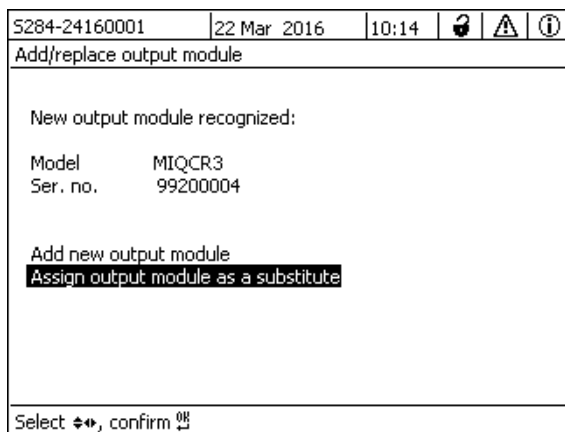 S284-24160001 22 Mar 2016 10:14
Add/replace output module
New output module recognized:
Model MIQCR3
Ser. no. 99200004
Add new output module
Assign output module as a substitute
Select , confirm OK